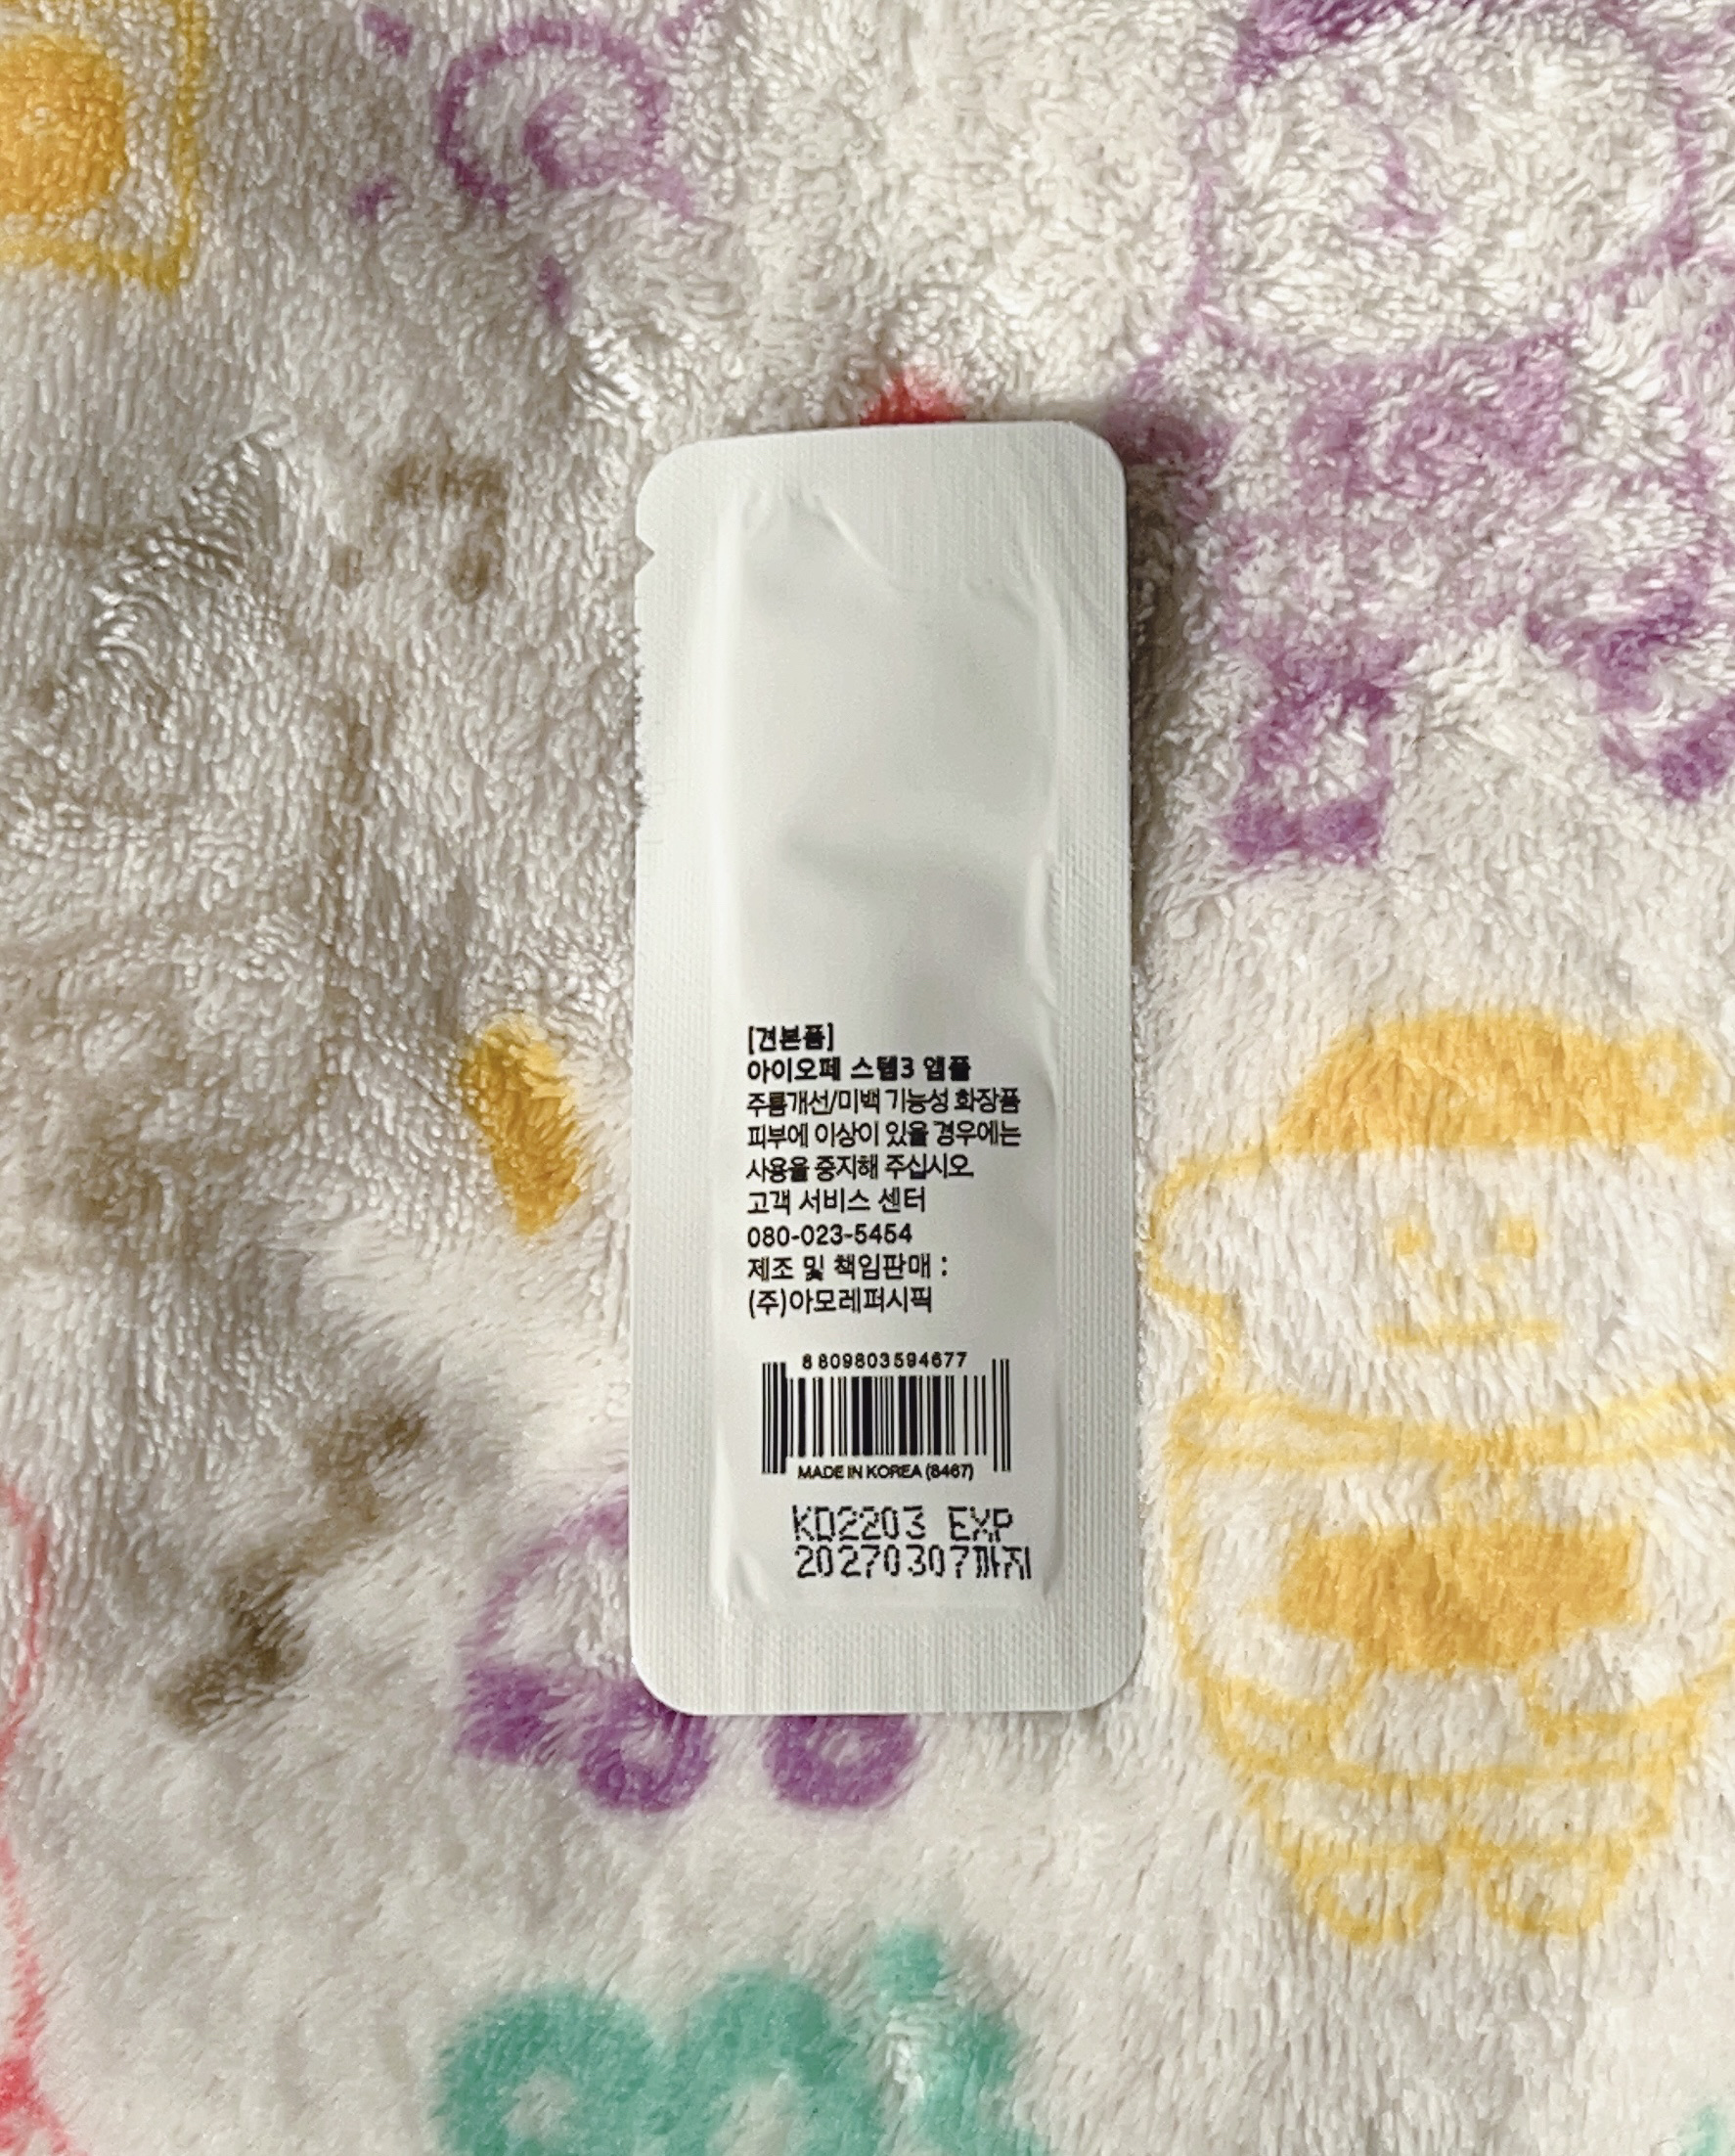 [견본품]
아이오페 스템3 앰플
주름개선/미백 기능성 화장품
피부에 이상이 있을 경우에는
사용을 중지해 주십시오.
고객 서비스 센터
080-023-5454
제조 및 책임판매 :
(주)아모레퍼시픽
8 809803594677
MADE IN KOREA (8467)
KD2203 EXP
20270307까지